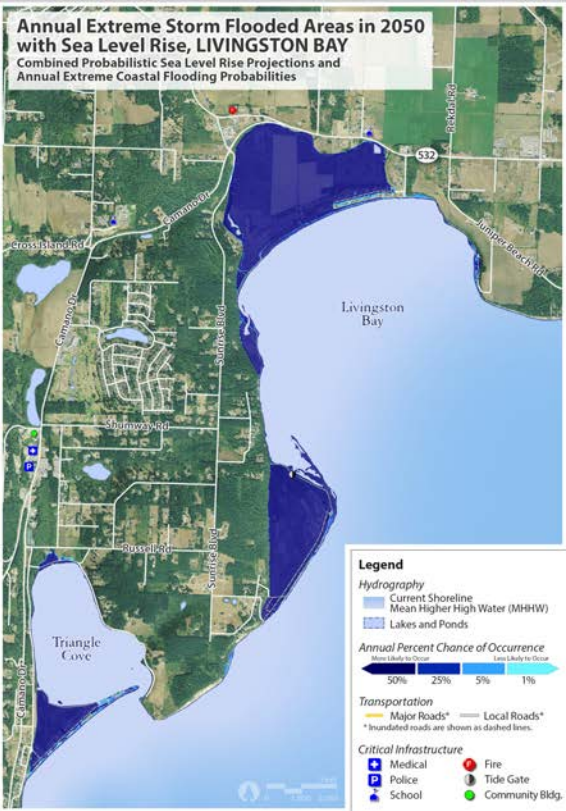 Annual Extreme Storm Flooded Areas in 2050
with Sea Level Rise, LIVINGSTON BAY
Combined Probabilistic Sea Level Rise Projections and
Annual Extreme Coastal Flooding Probabilities
Rekdal Rd
532
Camano Dr
Cross Island Rd
Juniper Beach Rd
Livingston
Bay
Camano Dr
Sunrise Blvd
Shumway Rd
P
Russell Rd
Sunrise Blvd
Triangle
Cove
Camano Dr
Legend
Hydrography
Current Shoreline
Mean Higher High Water (MHHW)
Lakes and Ponds
Annual Percent Chance of Occurrence
More Likely to Occur Less Likely to Occur
50% 25% 5% 1%
Transportation
Major Roads* Local Roads*
* Inundated roads are shown as dashed lines.
Critical Infrastructure
Medical F Fire
P Police Tide Gate
School Community Bldg.